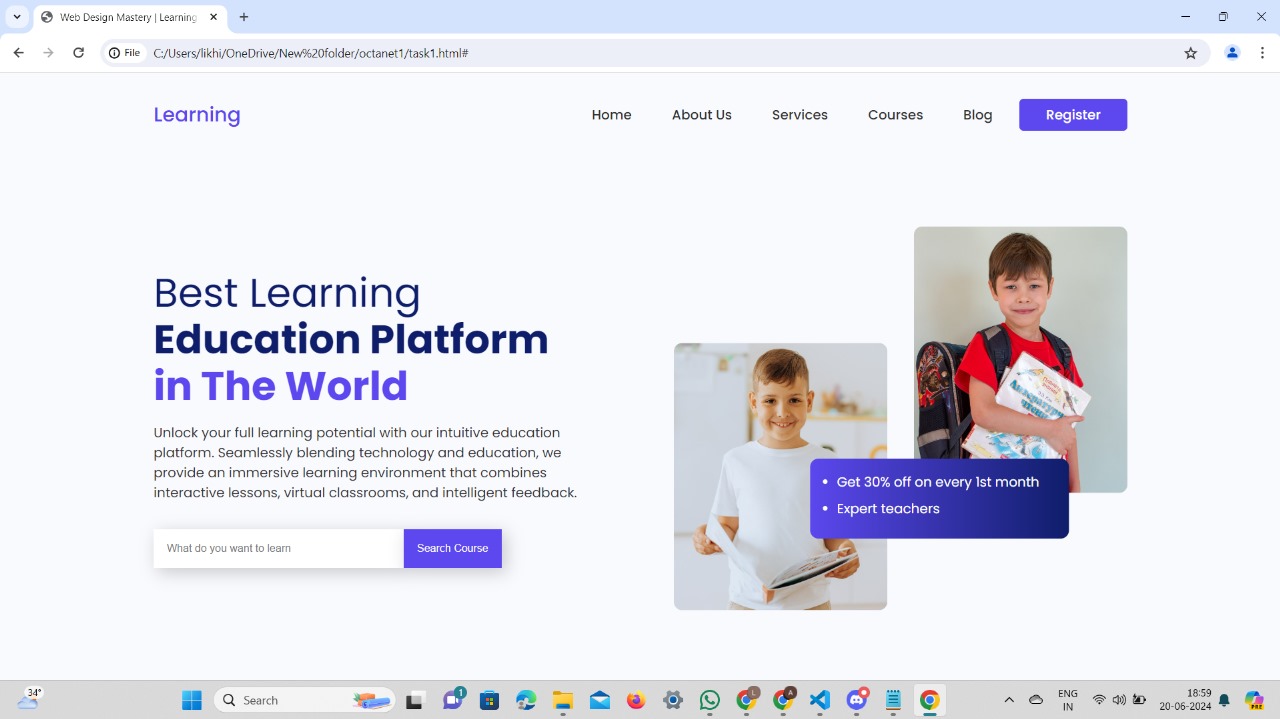 Web Design Mastery | Learning
File
C:/Users/likhi/OneDrive/New%20folder/octanet1/task1.html#
Learning
Home
About Us
Services
Courses
Blog
Register
Best Learning
Education Platform
in The World
Unlock your full learning potential with our intuitive education
platform. Seamlessly blending technology and education, we
provide an immersive learning environment that combines
interactive lessons, virtual classrooms, and intelligent feedback.
What do you want to learn
Search Course
Get 30% off on every 1st month
Expert teachers
34°
Search
1
L
A
ENG
IN
18:59
20-06-2024
PRE